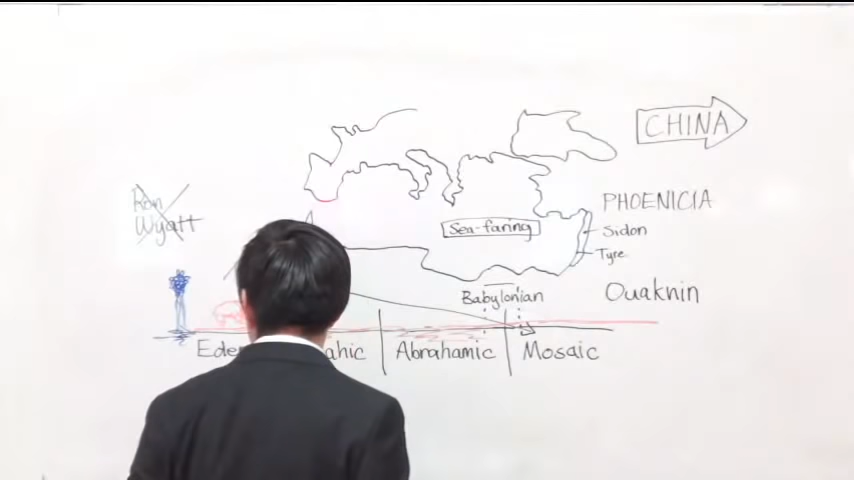 CHINA
Ron
Wyatt
PHOENICIA
Sea-faring
Sidon
Tyre
Babylonian
Ouaknin
Abrahamic
Mosaic